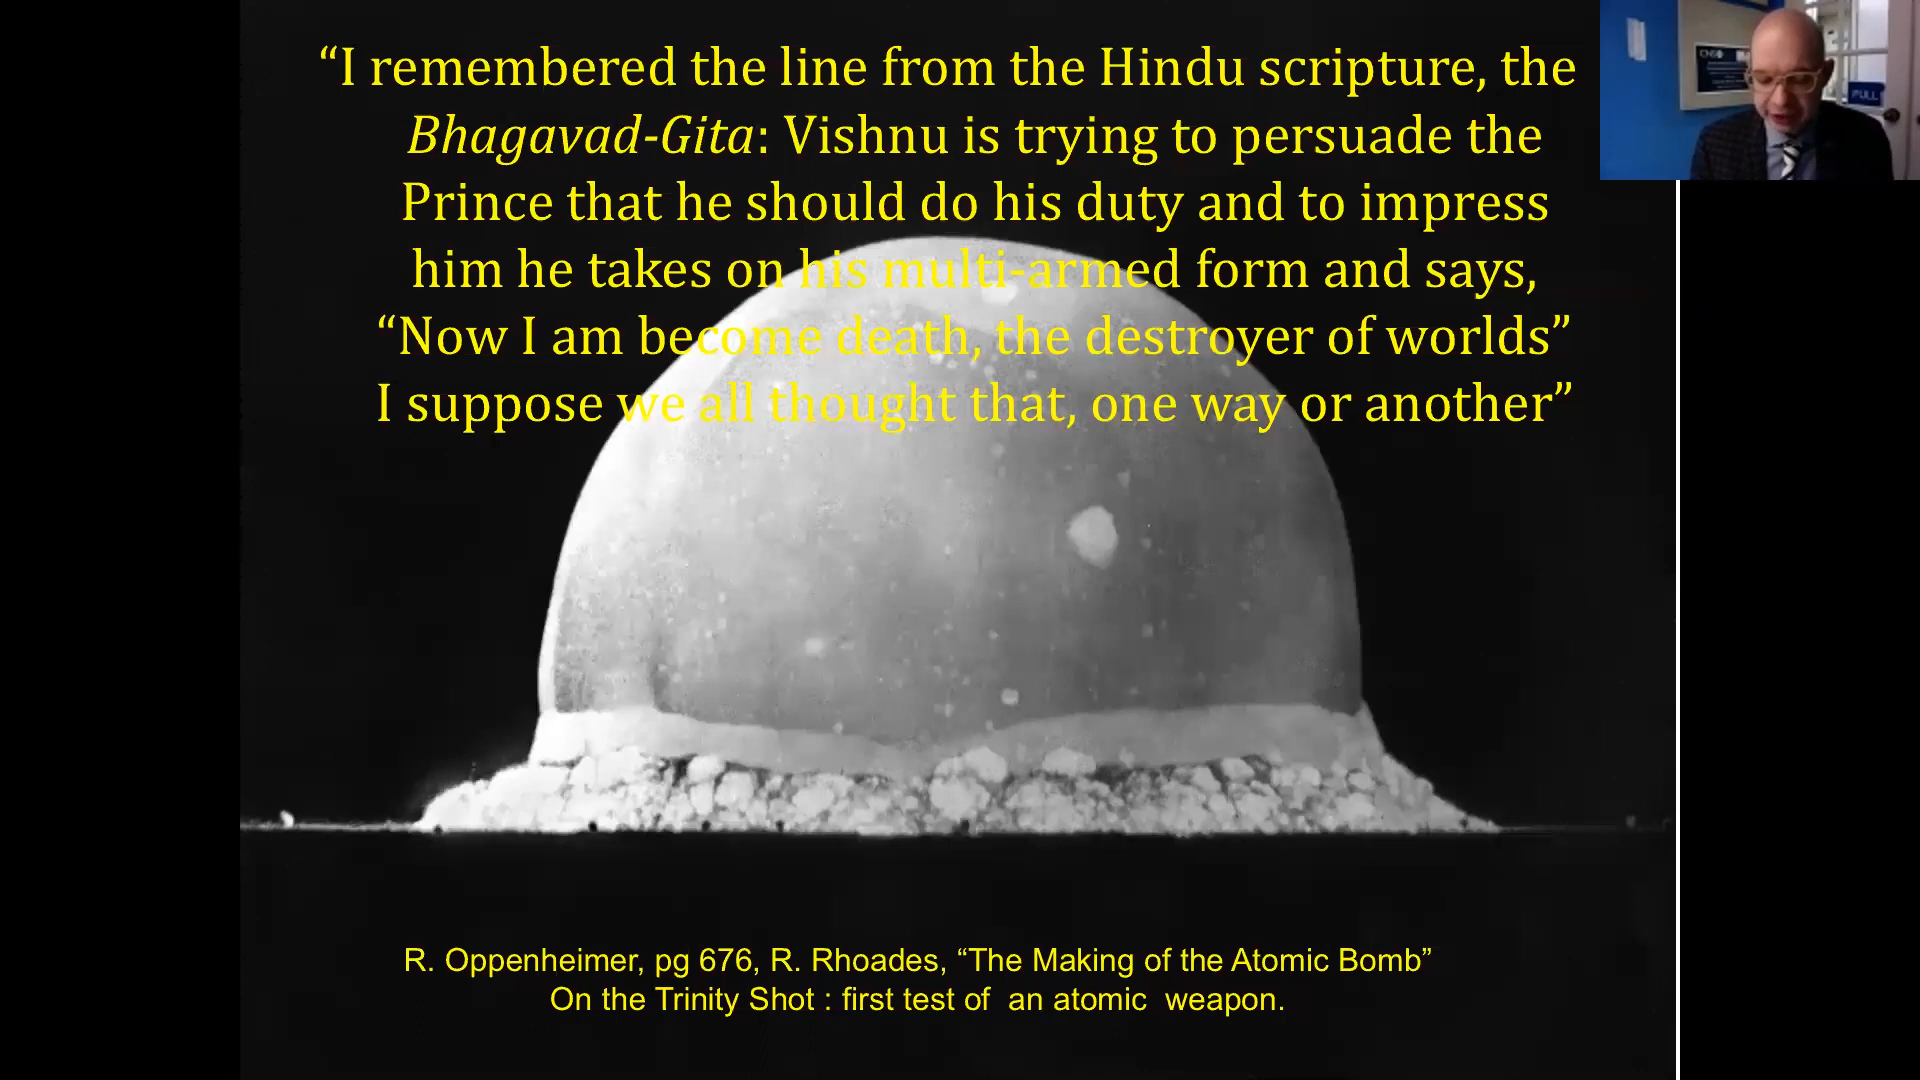 “I remembered the line from the Hindu scripture, the
Bhagavad-Gita: Vishnu is trying to persuade the
Prince that he should do his duty and to impress
him he takes on his multi-armed form and says,
“Now I am become death, the destroyer of worlds”
I suppose we all thought that, one way or another”
PULL
R. Oppenheimer, pg 676, R. Rhoades, “The Making of the Atomic Bomb”
On the Trinity Shot : first test of  an atomic  weapon.